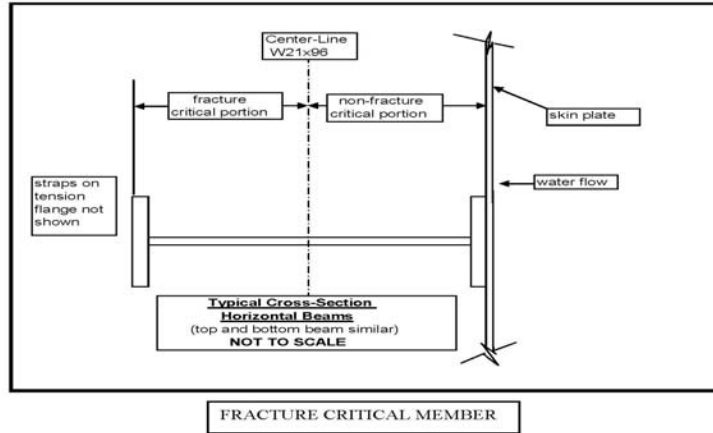 Center-Line
W21x96
fracture
critical portion
non-fracture
critical portion
skin plate
straps on
tension
flange not
shown
water flow
Typical Cross-Section
Horizontal Beams
(top and bottom beam similar)
NOT TO SCALE
FRACTURE CRITICAL MEMBER